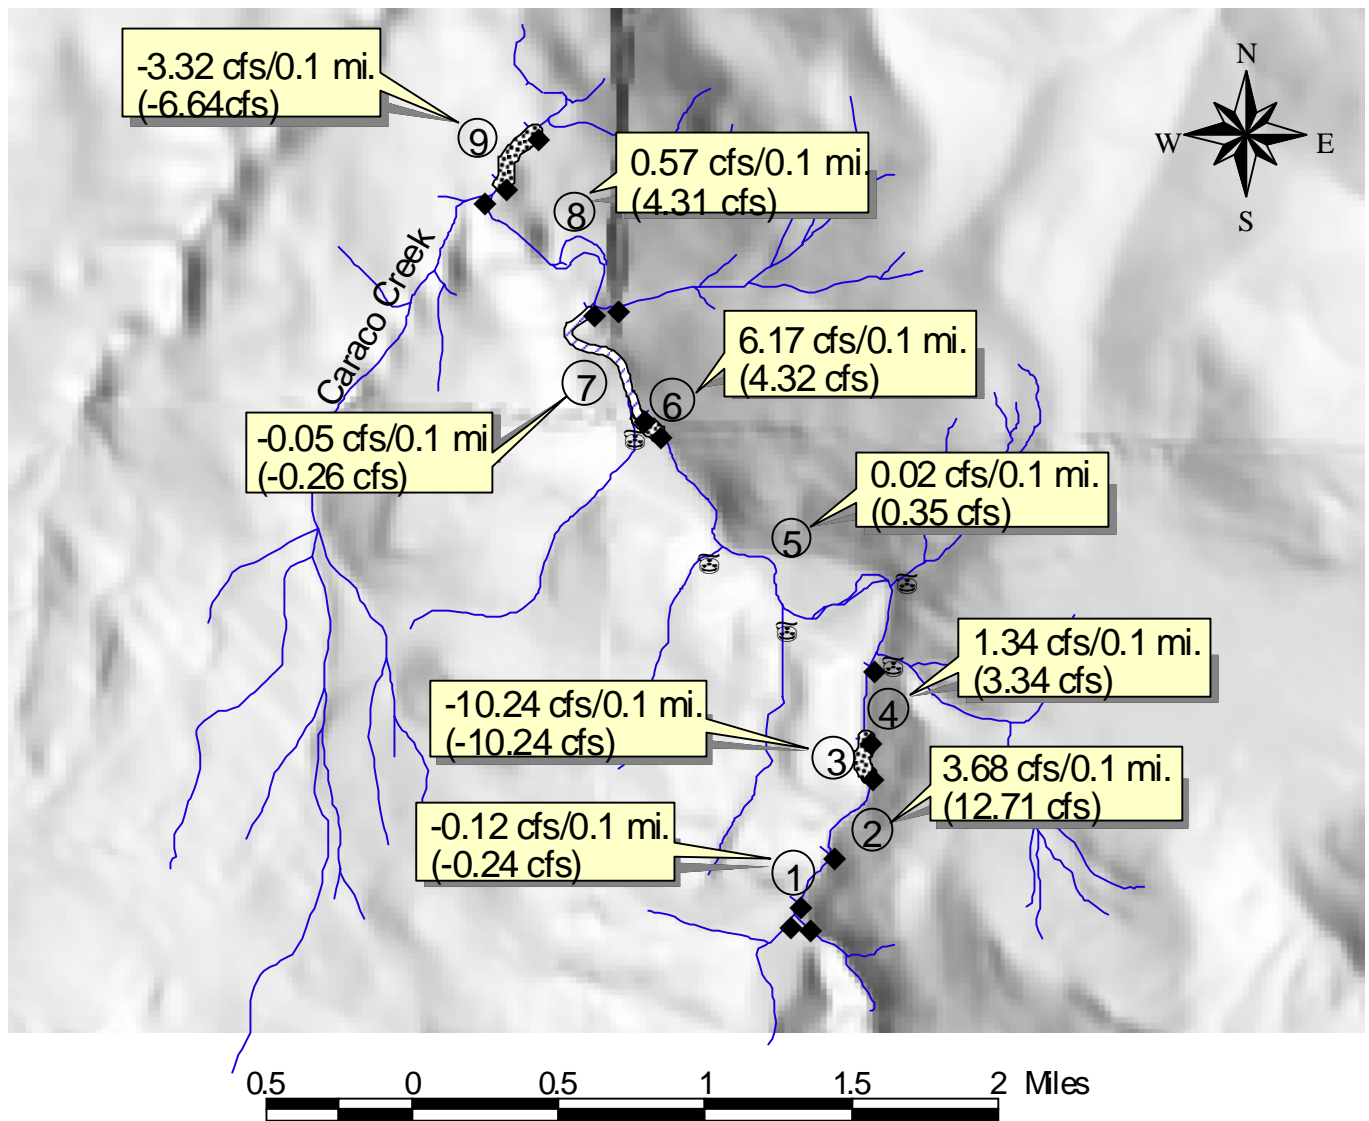 -3.32 cfs/0.1 mi.
(-6.64cfs)
9
N
W E
S
0.57 cfs/0.1 mi.
(4.31 cfs)
8
Caraco Creek
6.17 cfs/0.1 mi.
(4.32 cfs)
7
6
-0.05 cfs/0.1 mi
(-0.26 cfs)
0.02 cfs/0.1 mi.
(0.35 cfs)
5
1.34 cfs/0.1 mi.
(3.34 cfs)
4
-10.24 cfs/0.1 mi.
(-10.24 cfs)
3
3.68 cfs/0.1 mi.
(12.71 cfs)
2
-0.12 cfs/0.1 mi.
(-0.24 cfs)
1
0.5 0 0.5 1 1.5 2 Miles